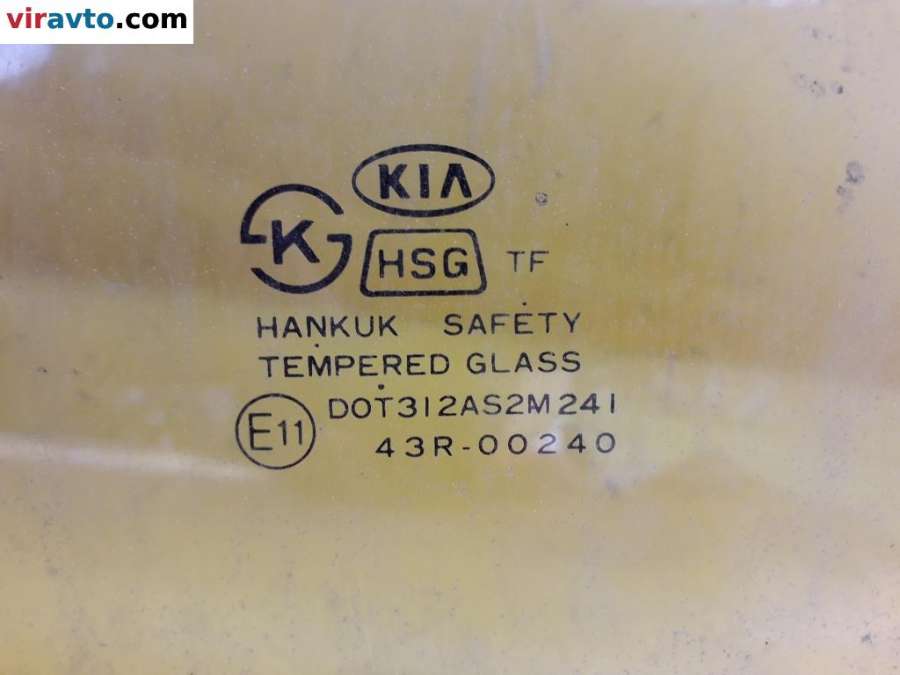 viravto.com
KIA
K
HSG TF
HANKUK SAFETY
TEMPERED GLASS
DOT312AS2M241
E11
43R-00240